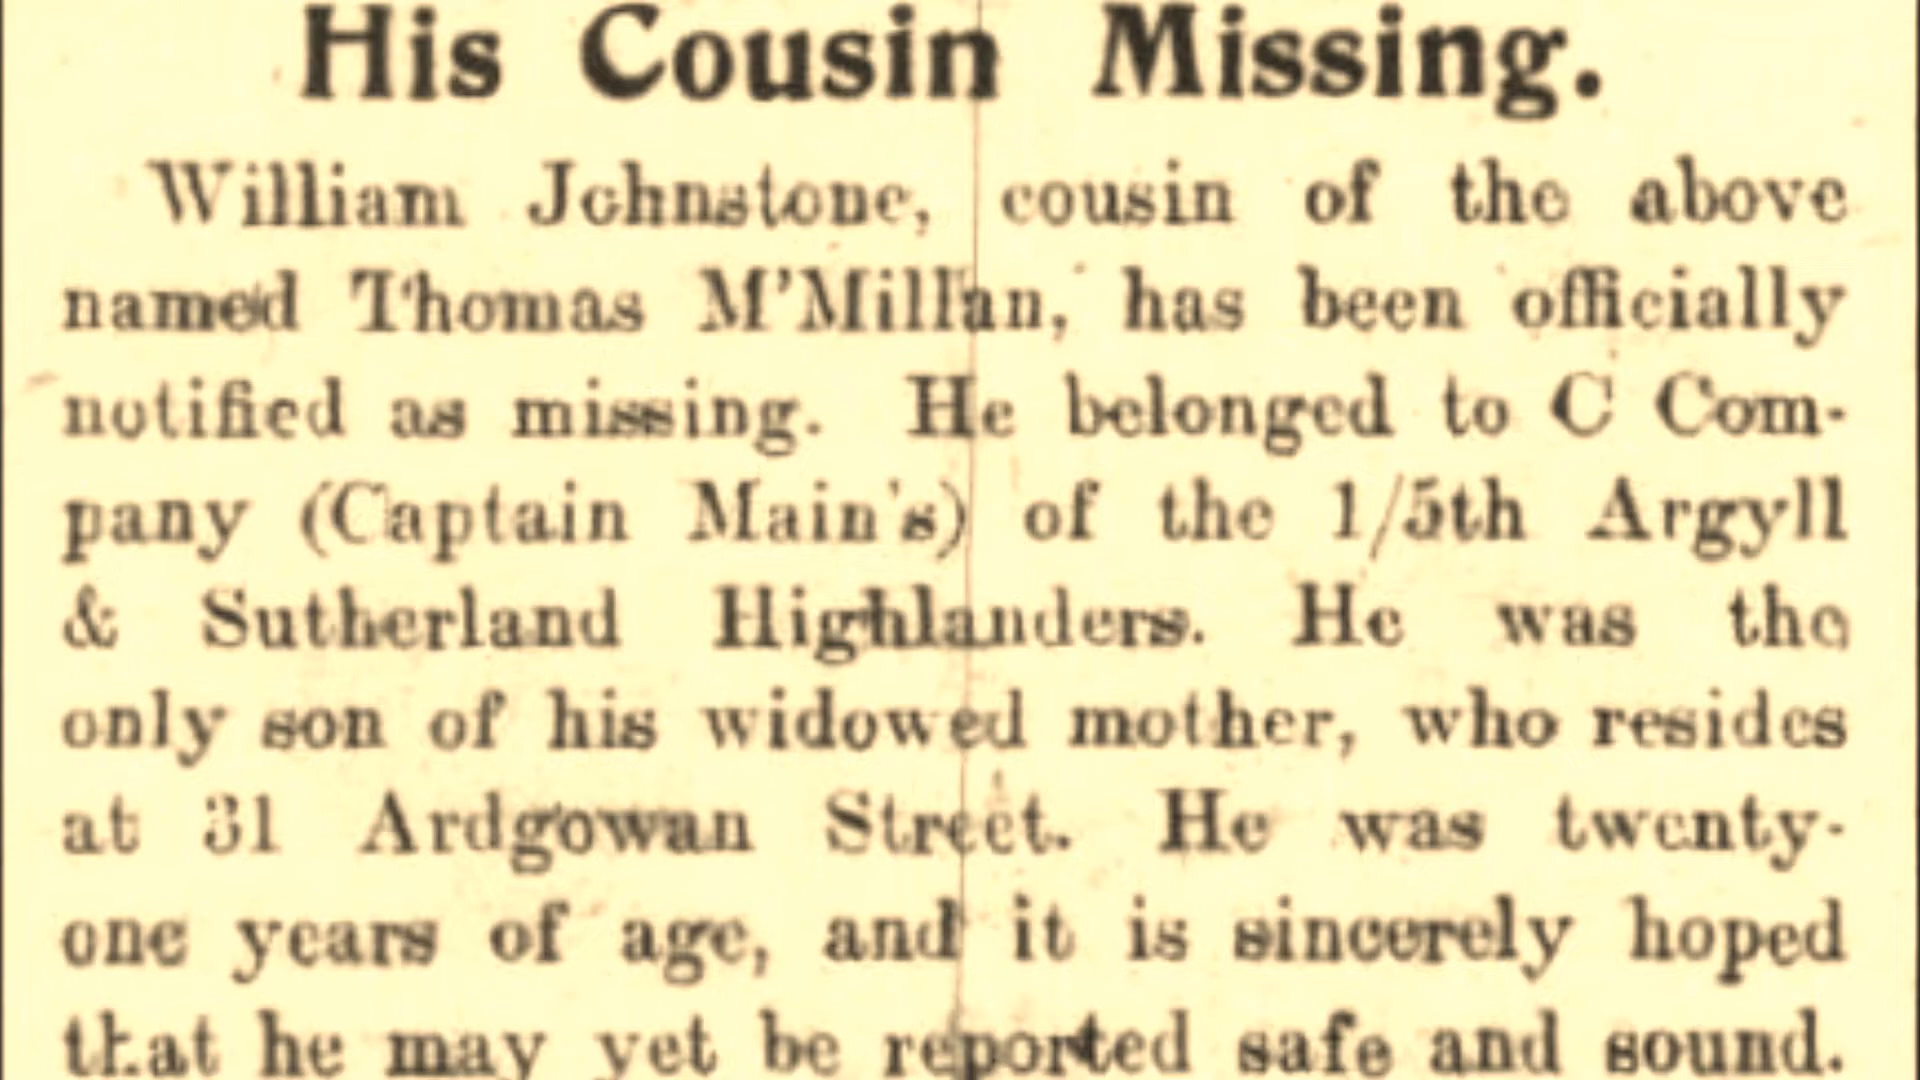 His Cousin Missing.
William Johnstone, cousin of the above
named Thomas M'Millan, has been officially
notified as missing. He belonged to C Com-
pany (Captain Main's) of the 1/5th Argyll
& Sutherland Highlanders. He was the
only son of his widowed mother, who resides
at 31 Ardgowan Street. He was twenty-
one years of age, and it is sincerely hoped
that he may yet be reported safe and sound.